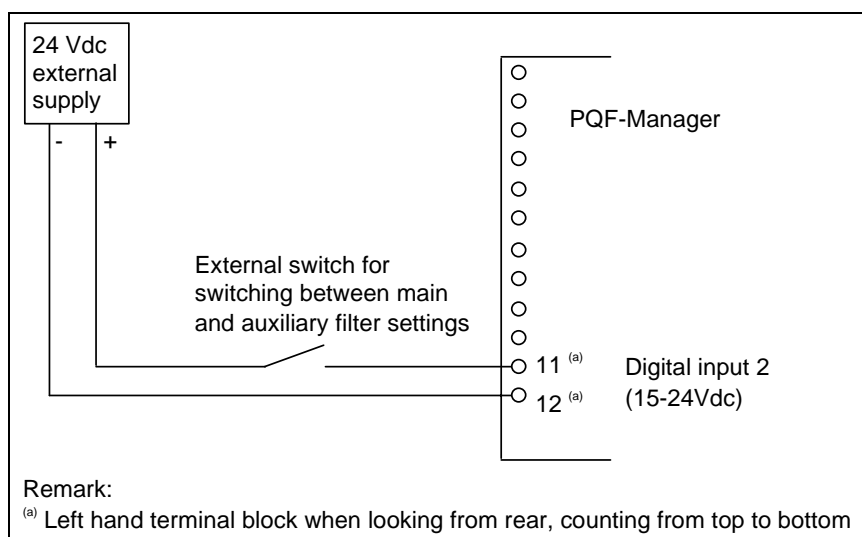 24 Vdc
external
supply
- +
PQF-Manager
External switch for
switching between main
and auxiliary filter settings
11 (a)
Digital input 2
12 (a)
(15-24Vdc)
Remark:
(a) Left hand terminal block when looking from rear, counting from top to bottom